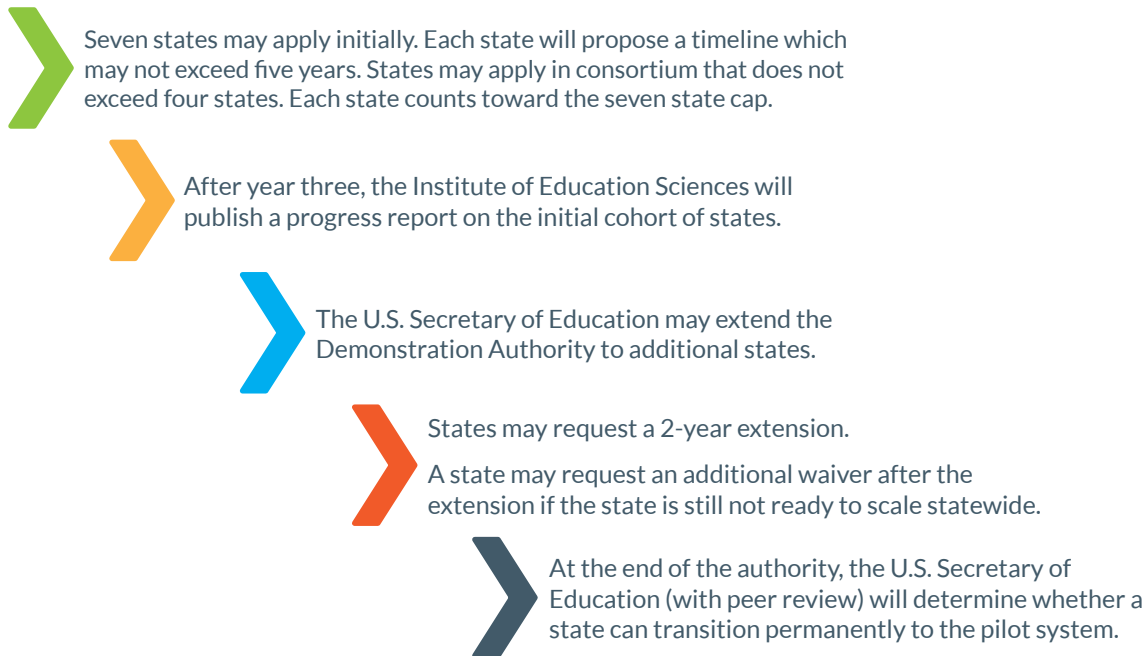 Seven states may apply initially. Each state will propose a timeline which
may not exceed five years. States may apply in consortium that does not
exceed four states. Each state counts toward the seven state cap.
After year three, the Institute of Education Sciences will
publish a progress report on the initial cohort of states.
The U.S. Secretary of Education may extend the
Demonstration Authority to additional states.
States may request a 2-year extension.
A state may request an additional waiver after the
extension if the state is still not ready to scale statewide.
At the end of the authority, the U.S. Secretary of
Education (with peer review) will determine whether a
state can transition permanently to the pilot system.